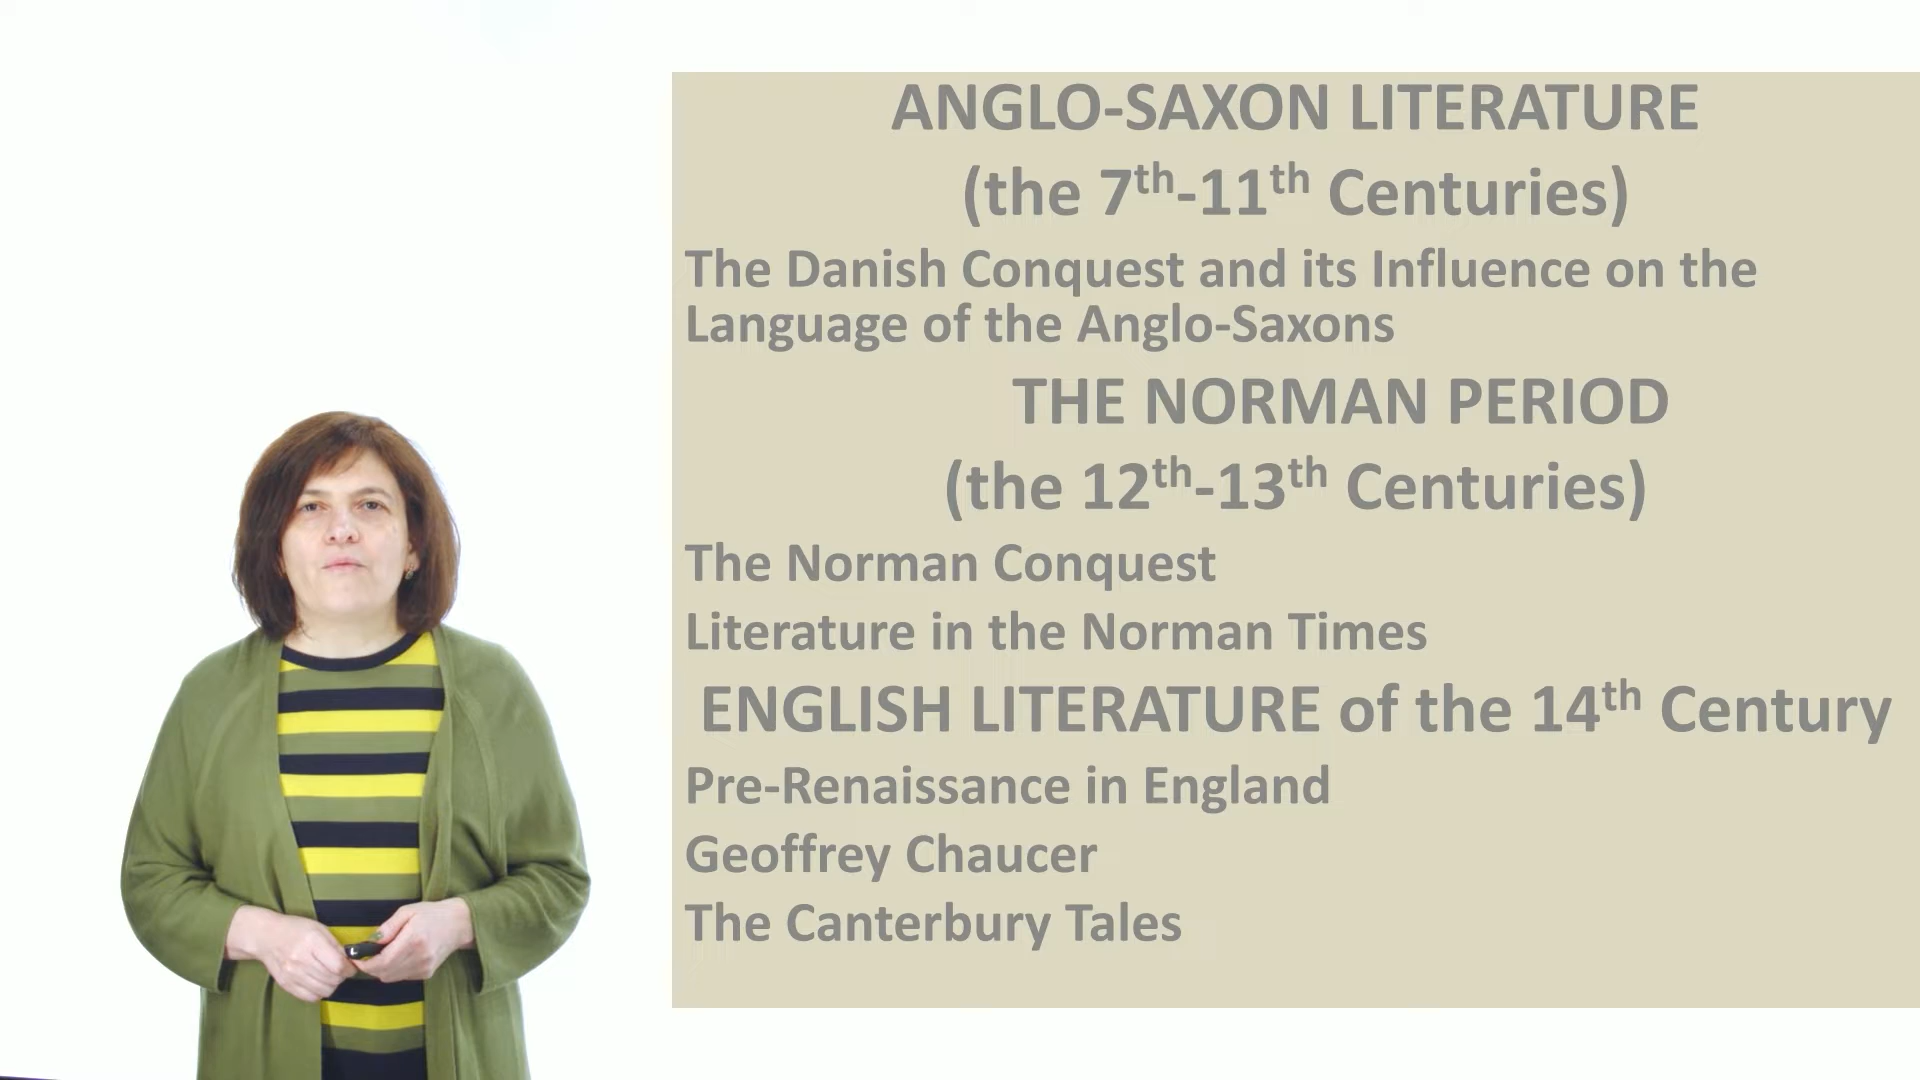 ANGLO-SAXON LITERATURE
(the 7th-11th Centuries)
The Danish Conquest and its Influence on the
Language of the Anglo-Saxons
THE NORMAN PERIOD
(the 12th-13th Centuries)
The Norman Conquest
Literature in the Norman Times
ENGLISH LITERATURE of the 14th Century
Pre-Renaissance in England
Geoffrey Chaucer
The Canterbury Tales